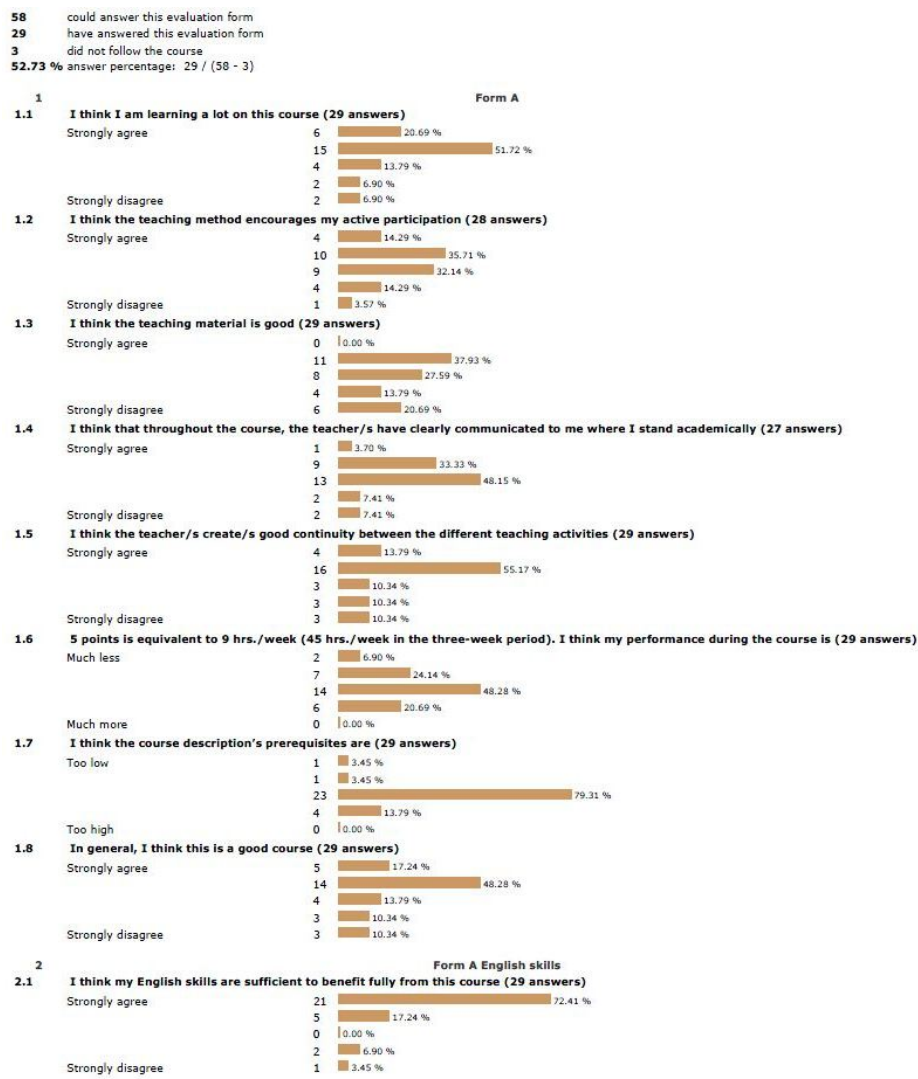 58 could answer this evaluation form
29 have answered this evaluation form
3 did not follow the course
52.73 % answer percentage: 29 / (58 - 3)
1 Form A
1.1 I think I am learning a lot on this course (29 answers)
Strongly agree 6 20.69 %
15 51.72 %
4 13.79 %
2 6.90 %
Strongly disagree 2 6.90 %
1.2 I think the teaching method encourages my active participation (28 answers)
Strongly agree 4 14.29 %
10 35.71 %
9 32.14 %
4 14.29 %
Strongly disagree 1 3.57 %
1.3 I think the teaching material is good (29 answers)
Strongly agree 0 0.00 %
11 37.93 %
8 27.59 %
4 13.79 %
Strongly disagree 6 20.69 %
1.4 I think that throughout the course, the teacher/s have clearly communicated to me where I stand academically (27 answers)
Strongly agree 1 3.70 %
9 33.33 %
13 48.15 %
2 7.41 %
Strongly disagree 2 7.41 %
1.5 I think the teacher/s create/s good continuity between the different teaching activities (29 answers)
Strongly agree 4 13.79 %
16 55.17 %
3 10.34 %
3 10.34 %
Strongly disagree 3 10.34 %
1.6 5 points is equivalent to 9 hrs./week (45 hrs./week in the three-week period). I think my performance during the course is (29 answers)
Much less 2 6.90 %
7 24.14 %
14 48.28 %
6 20.69 %
Much more 0 0.00 %
1.7 I think the course description's prerequisites are (29 answers)
Too low 1 3.45 %
1 3.45 %
23 79.31 %
4 13.79 %
Too high 0 0.00 %
1.8 In general, I think this is a good course (29 answers)
Strongly agree 5 17.24 %
14 48.28 %
4 13.79 %
3 10.34 %
Strongly disagree 3 10.34 %
2 Form A English skills
2.1 I think my English skills are sufficient to benefit fully from this course (29 answers)
Strongly agree 21 72.41 %
5 17.24 %
0 0.00 %
2 6.90 %
Strongly disagree 1 3.45 %